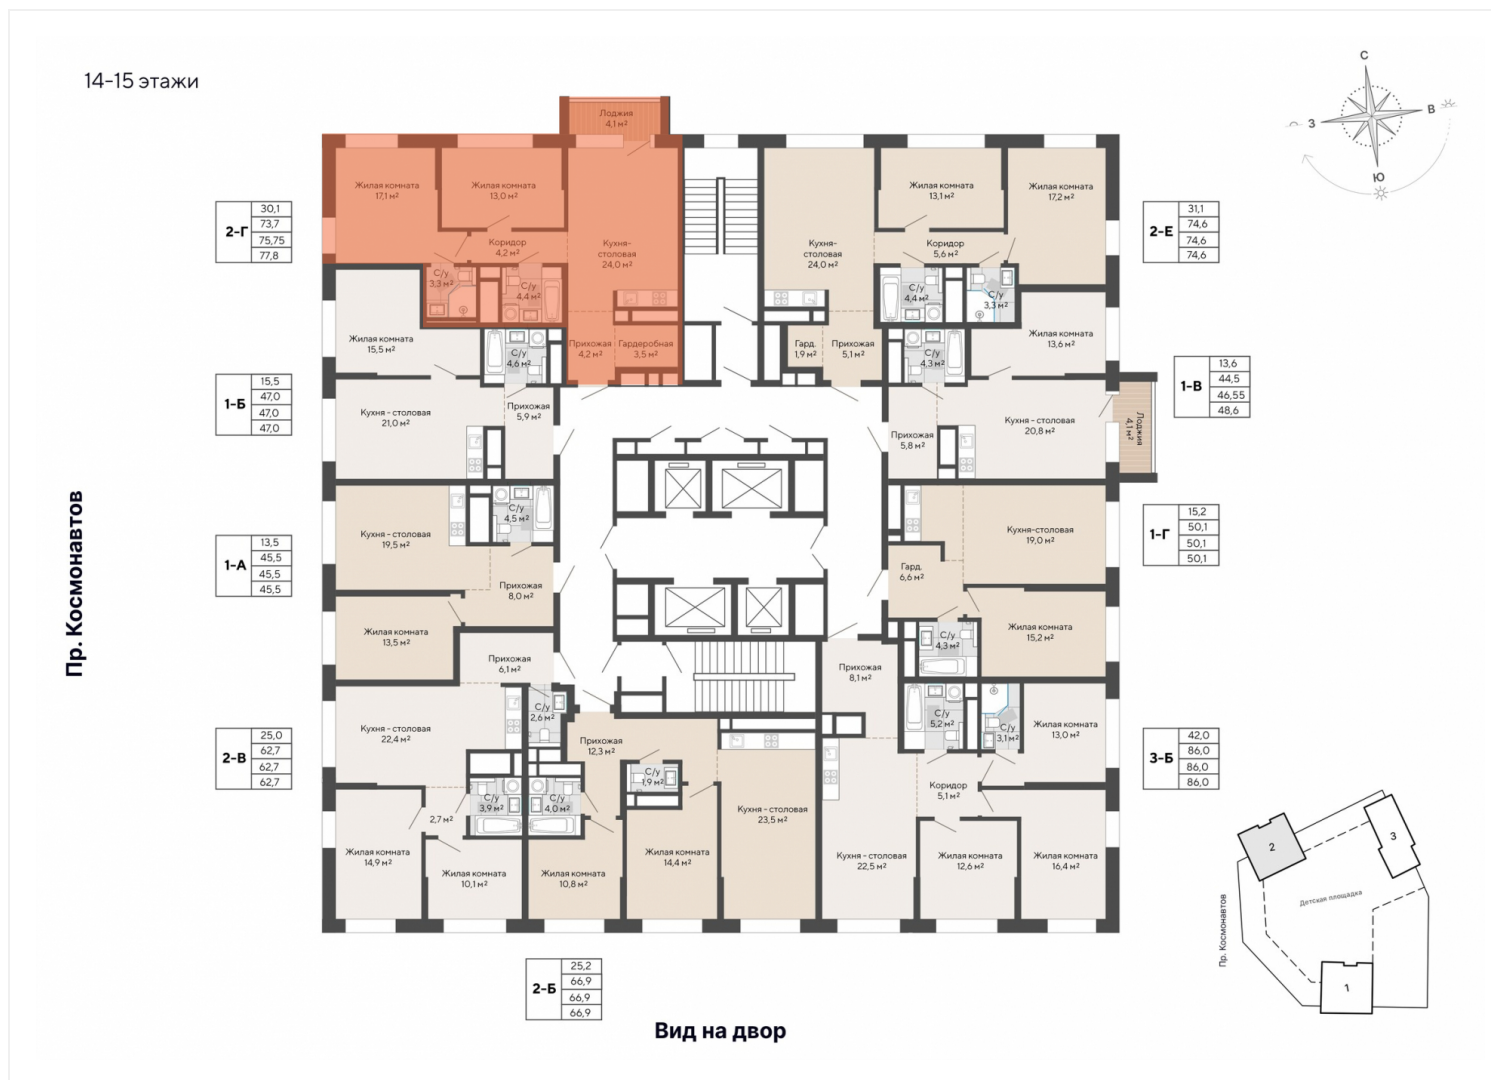 14-15 этажи
С
В
З
Ю
Лоджия
4,1 м²
Жилая комната
17,1 м²
Жилая комната
13,0 м²
Коридор
4,2 м²
Кухня-
столовая
24,0 м²
С/у
3,3 м²
С/у
4,4 м²
Прихожая
4,2 м²
Гардеробная
3,5 м²
2-Г
30,1
73,7
75,75
77,8
Кухня-
столовая
24,0 м²
Жилая комната
13,1 м²
Жилая комната
17,2 м²
Коридор
5,6 м²
С/у
4,4 м²
С/у
3,3 м²
Гард.
1,9 м²
Прихожая
5,1 м²
2-Е
31,1
74,6
74,6
74,6
Жилая комната
15,5 м²
С/у
4,6 м²
Кухня - столовая
21,0 м²
Прихожая
5,9 м²
1-Б
15,5
47,0
47,0
47,0
Жилая комната
13,6 м²
С/у
4,3 м²
Кухня - столовая
20,8 м²
Прихожая
5,8 м²
Лоджия
4,1 м²
1-В
13,6
44,5
46,55
48,6
Кухня - столовая
19,5 м²
С/у
4,5 м²
Прихожая
8,0 м²
Жилая комната
13,5 м²
1-А
13,5
45,5
45,5
45,5
Кухня-столовая
19,0 м²
Гард.
6,6 м²
С/у
4,3 м²
Жилая комната
15,2 м²
1-Г
15,2
50,1
50,1
50,1
Пр. Космонавтов
Прихожая
6,1 м²
Кухня - столовая
22,4 м²
С/у
2,6 м²
С/у
3,9 м²
2,7 м²
Жилая комната
14,9 м²
Жилая комната
10,1 м²
2-В
25,0
62,7
62,7
62,7
Прихожая
12,3 м²
С/у
1,9 м²
С/у
4,0 м²
Жилая комната
10,8 м²
Жилая комната
14,4 м²
Кухня - столовая
23,5 м²
2-Б
25,2
66,9
66,9
66,9
Прихожая
8,1 м²
С/у
5,2 м²
С/у
3,1 м²
Жилая комната
13,0 м²
Коридор
5,1 м²
Кухня - столовая
22,5 м²
Жилая комната
12,6 м²
Жилая комната
16,4 м²
3-Б
42,0
86,0
86,0
86,0
Вид на двор
2
3
Детская площадка
Пр. Космонавтов
1